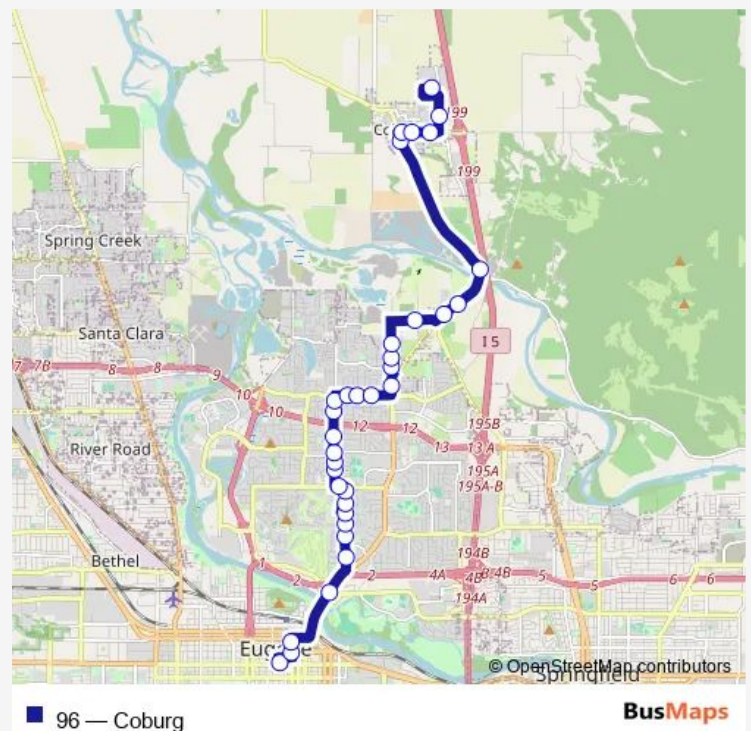 199
Co
199
Spring Creek
Santa Clara
I 5
7 7B 8 8 9
10 10 12 12
195B
13 13 A
River Road
195A
195A-B
194B
Bethel
1 2 2 4A 4B 4B 5 5 6 6
194A
Eugene
© OpenStreetMap contributors
Springfield
96 — Coburg
BusMaps